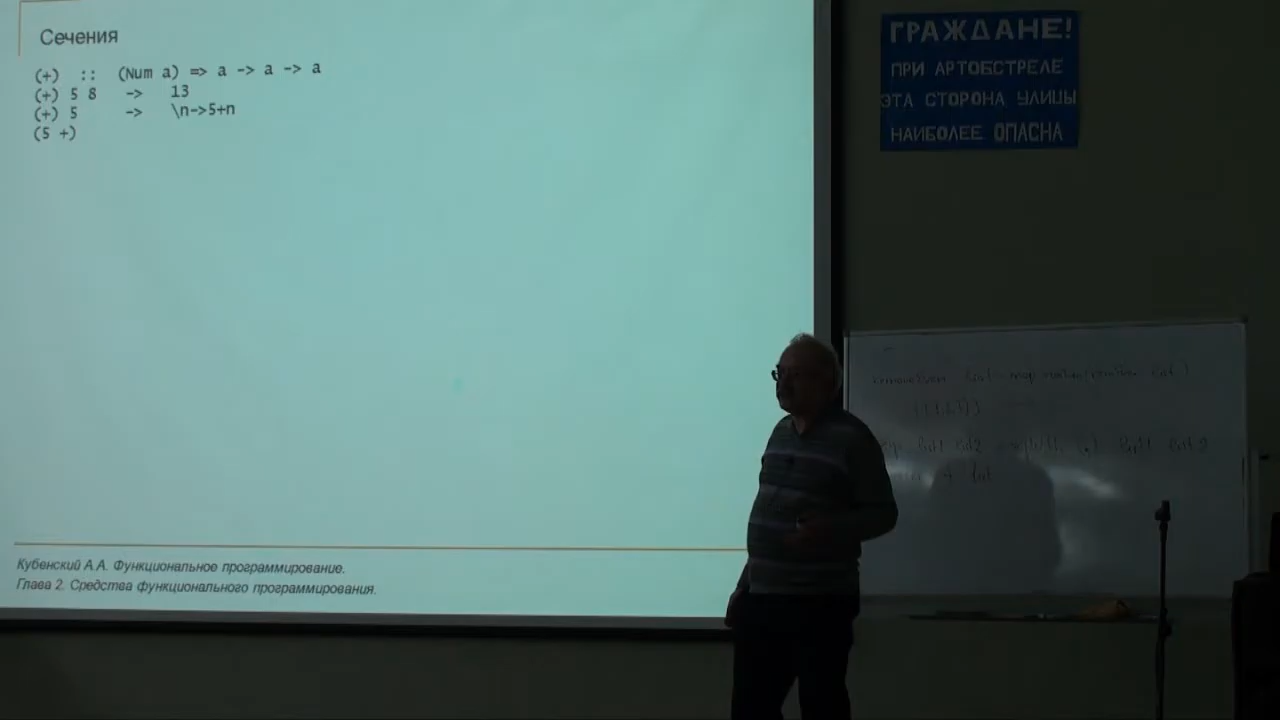 Сечения
(+) :: (Num a) => a -> a -> a
(+) 5 8 -> 13
(+) 5 -> \n->5+n
(5 +)
Кубенский А.А. Функциональное программирование.
Глава 2. Средства функционального программирования.
ГРАЖДАНЕ!
ПРИ АРТОБСТРЕЛЕ
ЭТА СТОРОНА УЛИЦЫ
НАИБОЛЕЕ ОПАСНА